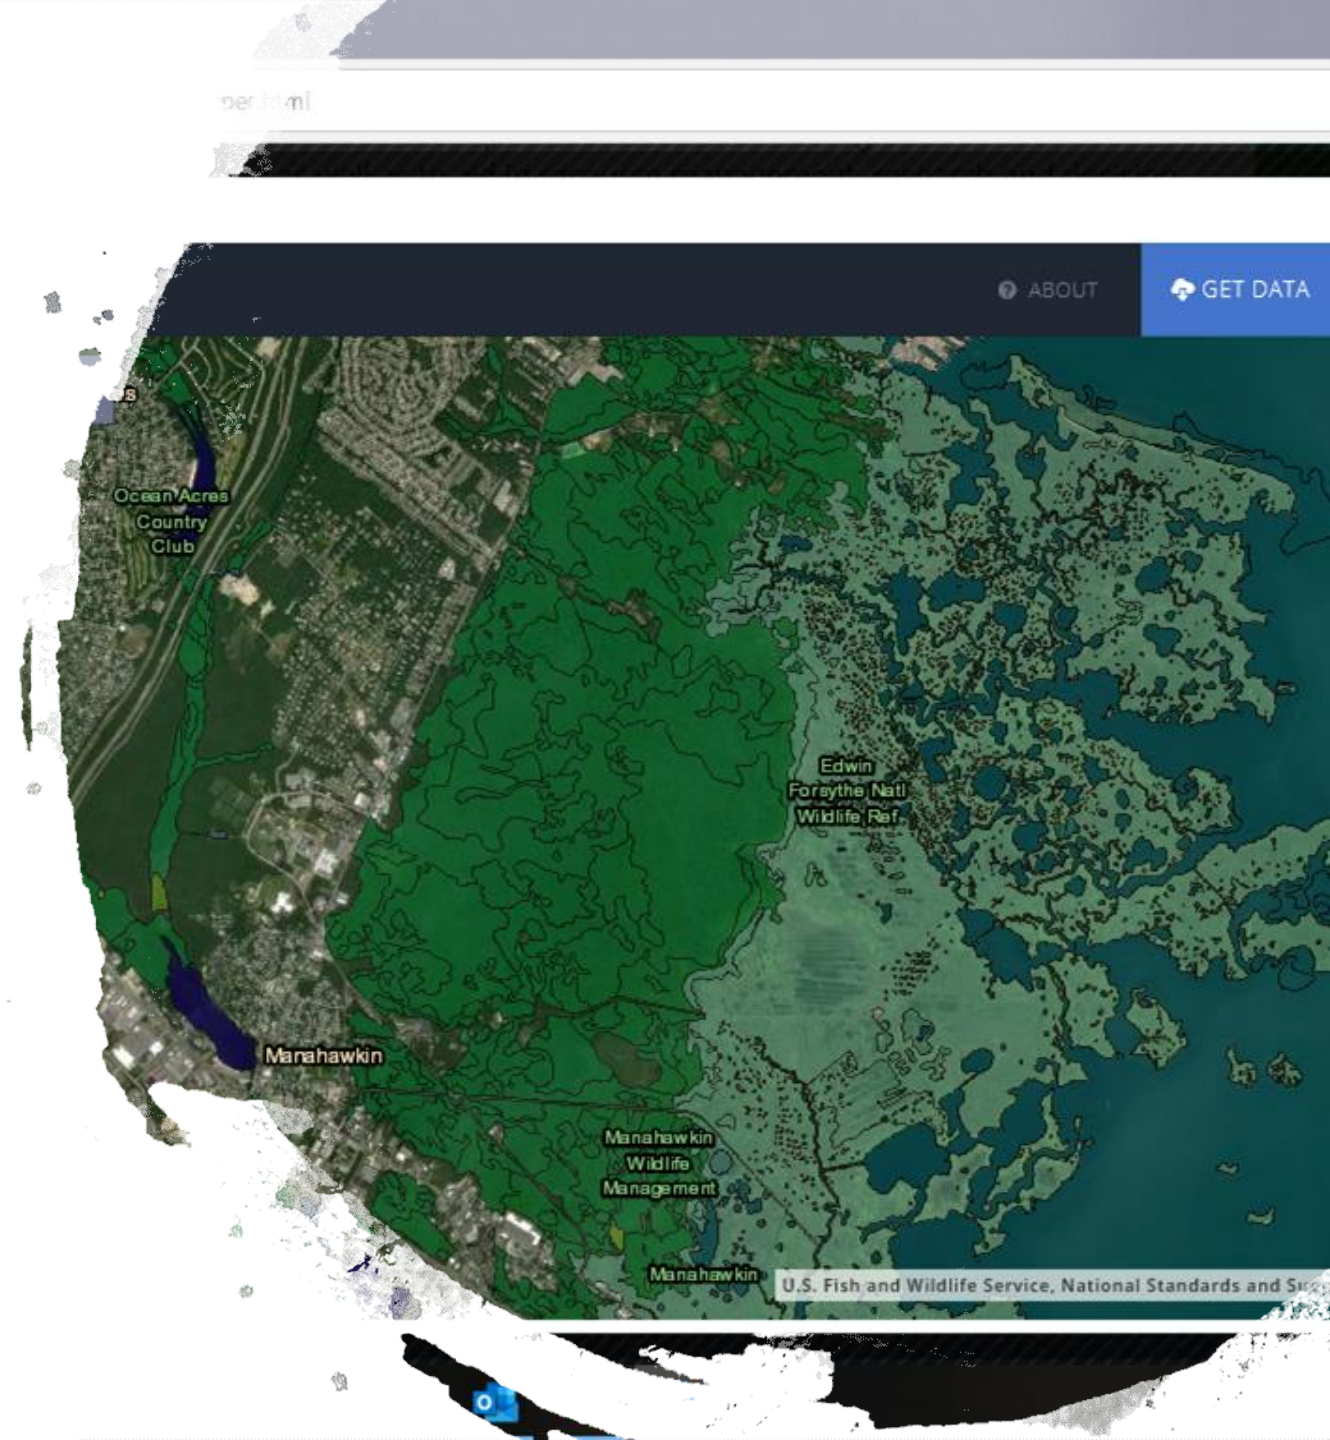 ABOUT
GET DATA
Ocean Acres
Country
Club
Edwin
Forsythe Natl
Wildlife Ref
Manahawkin
Manahawkin
Wildlife
Management
Manahawkin
U.S. Fish and Wildlife Service, National Standards and